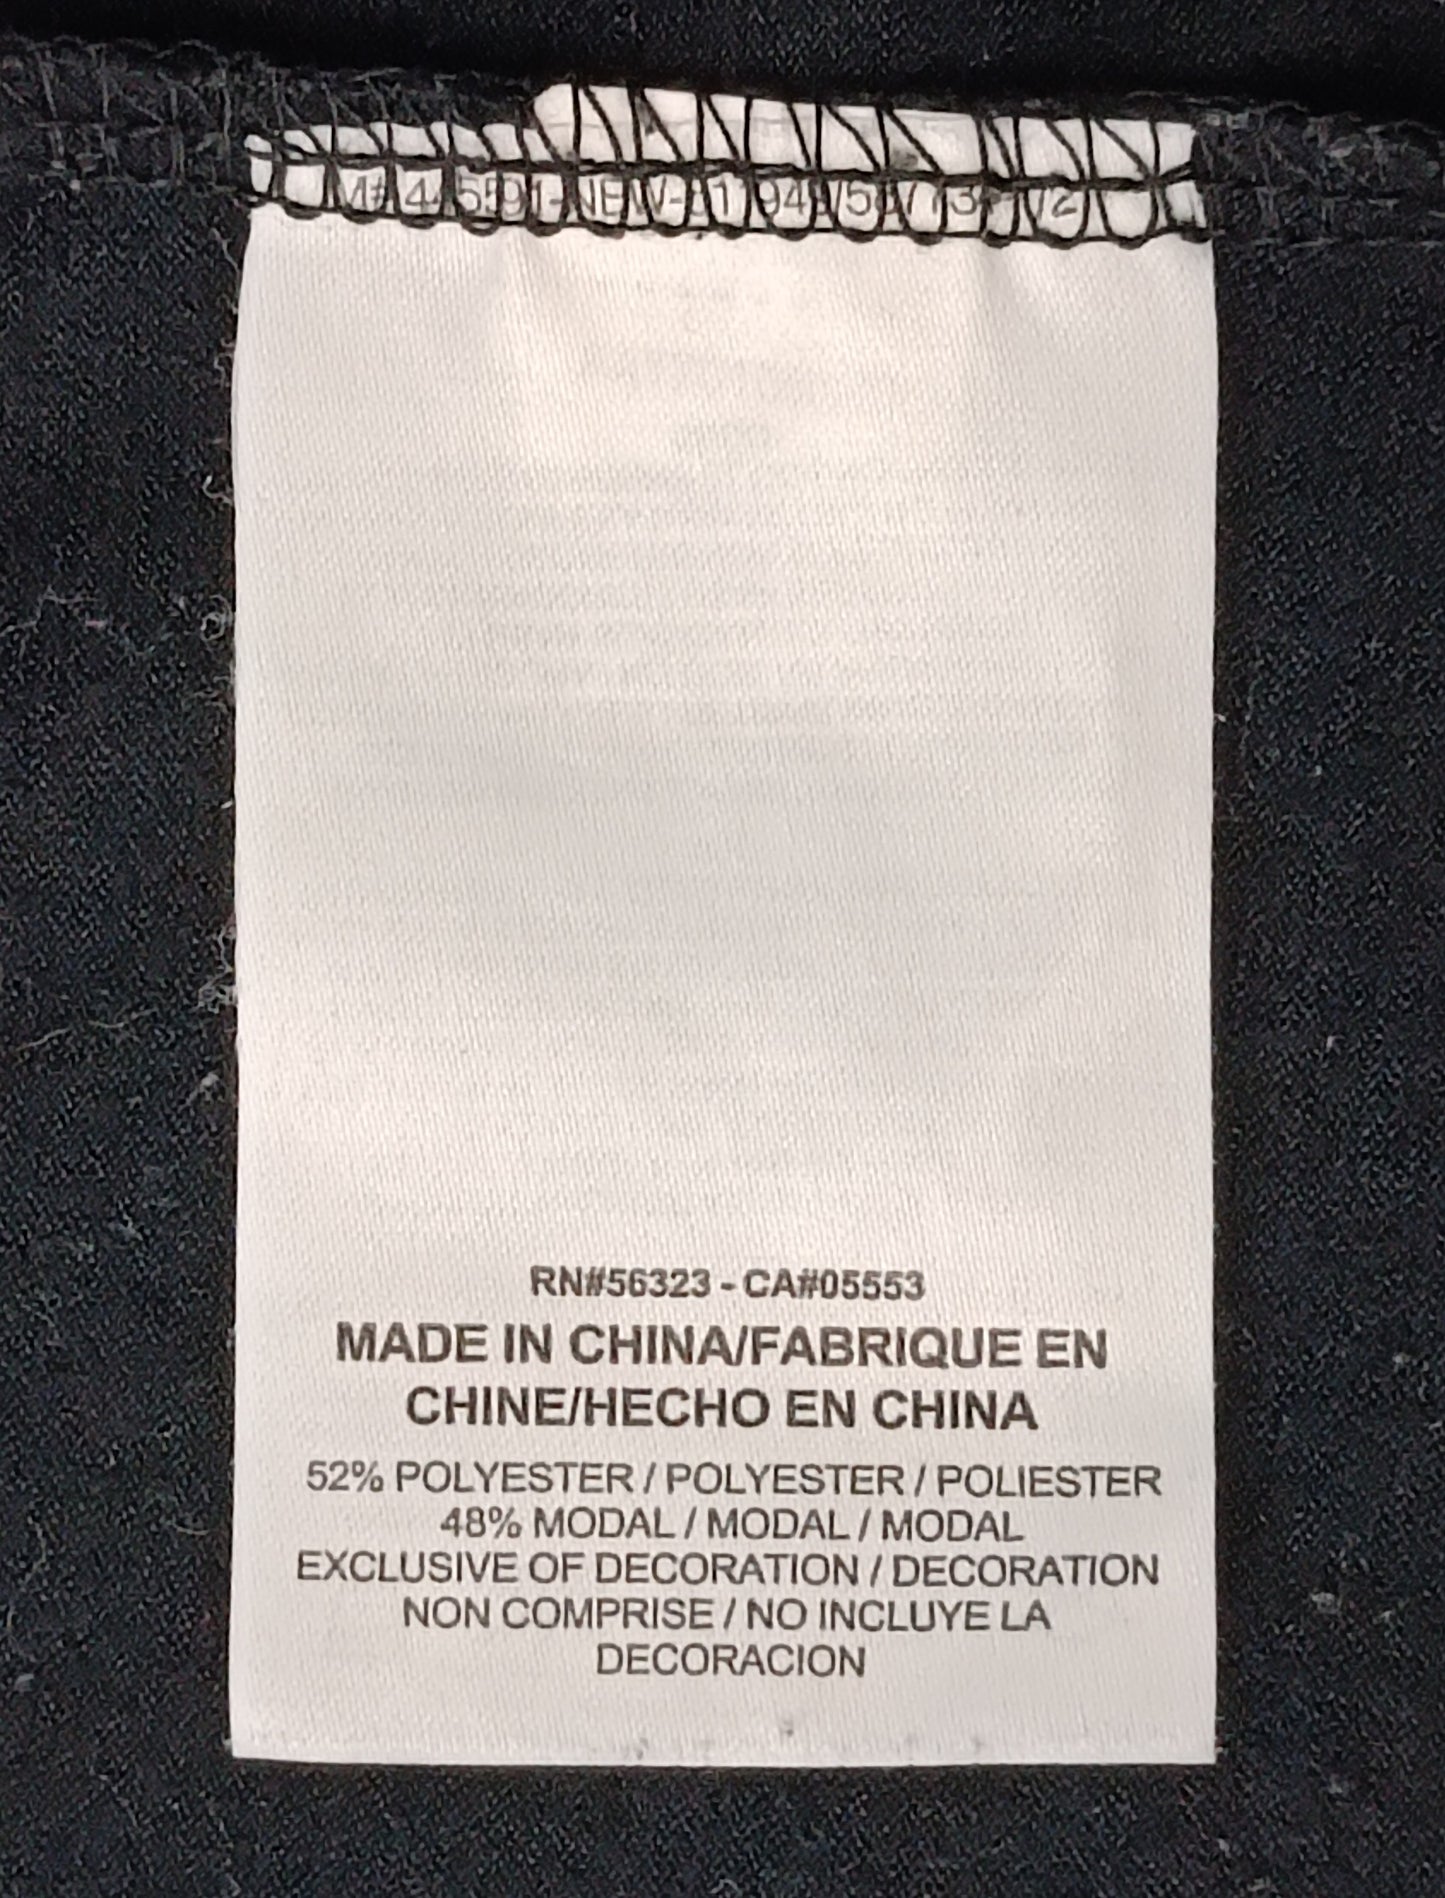 RN#56323 - CA#05553
MADE IN CHINA/FABRIQUE EN
CHINE/HECHO EN CHINA
52% POLYESTER / POLYESTER / POLIESTER
48% MODAL / MODAL / MODAL
EXCLUSIVE OF DECORATION / DECORATION
NON COMPRISE / NO INCLUYE LA
DECORACION